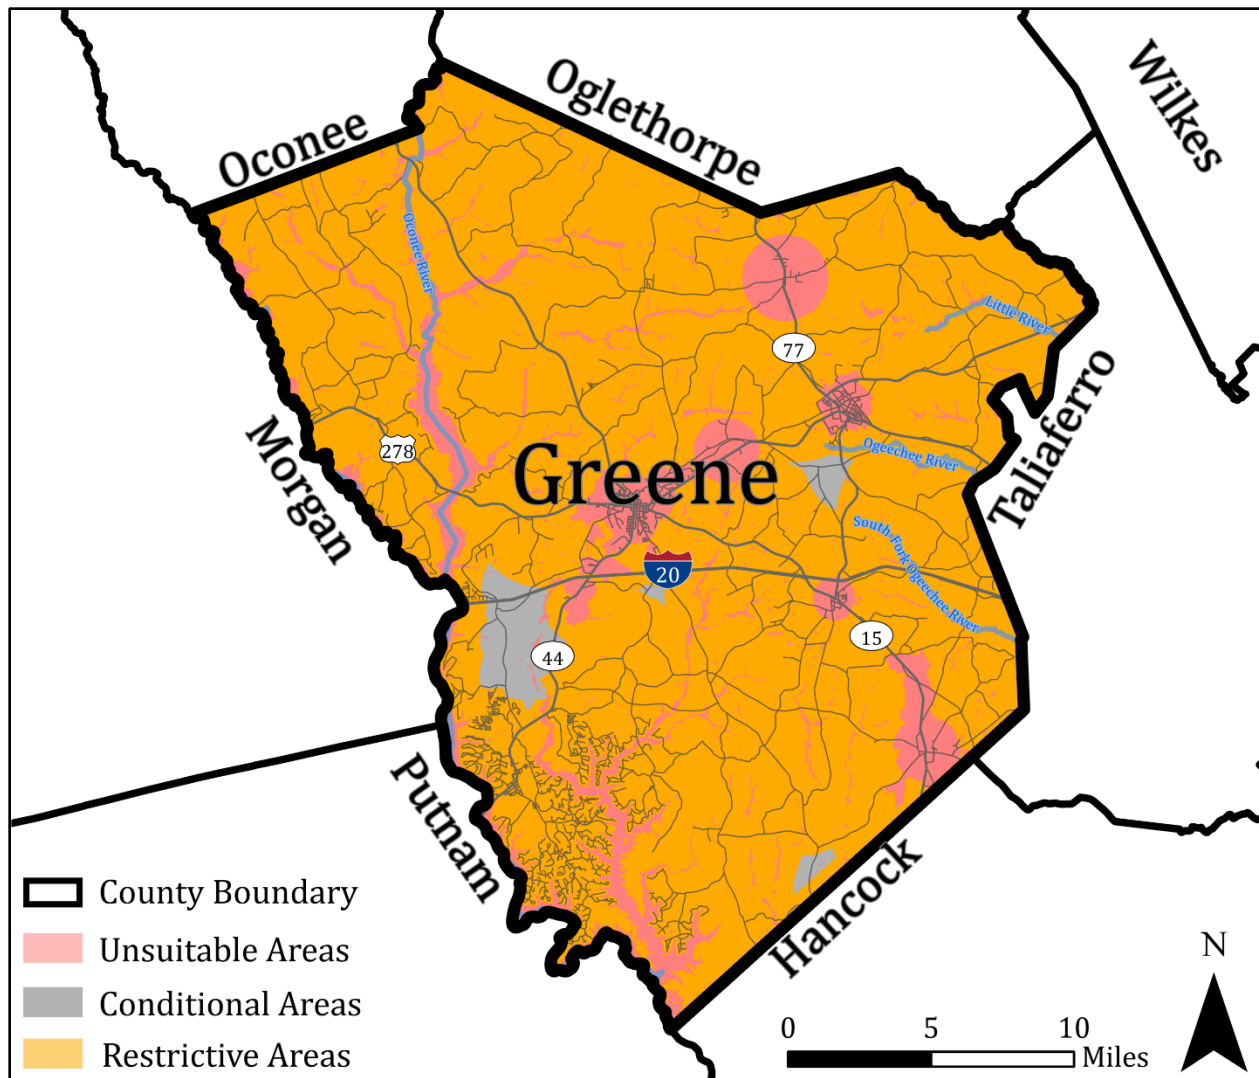 Oglethorpe
Wilkes
Oconee
Oconee River
Little River
77
Taliaferro
Morgan
278
Ogeechee River
Greene
South Fork Ogeechee River
20
15
44
Putnam
Hancock
County Boundary
Unsuitable Areas
Conditional Areas
Restrictive Areas
N
0 5 10
Miles